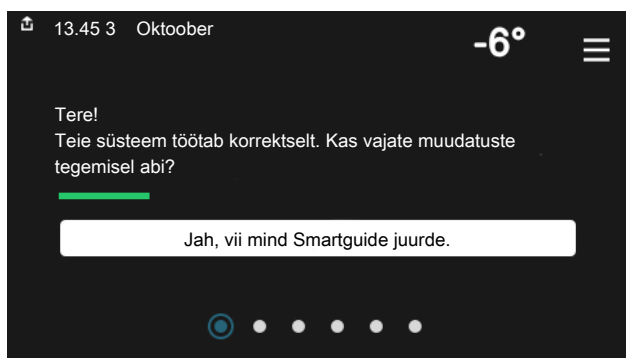 13.45 3 Oktoober
-6°
Tere!
Teie süsteem töötab korrektselt. Kas vajate muudatuste
tegemisel abi?
Jah, vii mind Smartguide juurde.